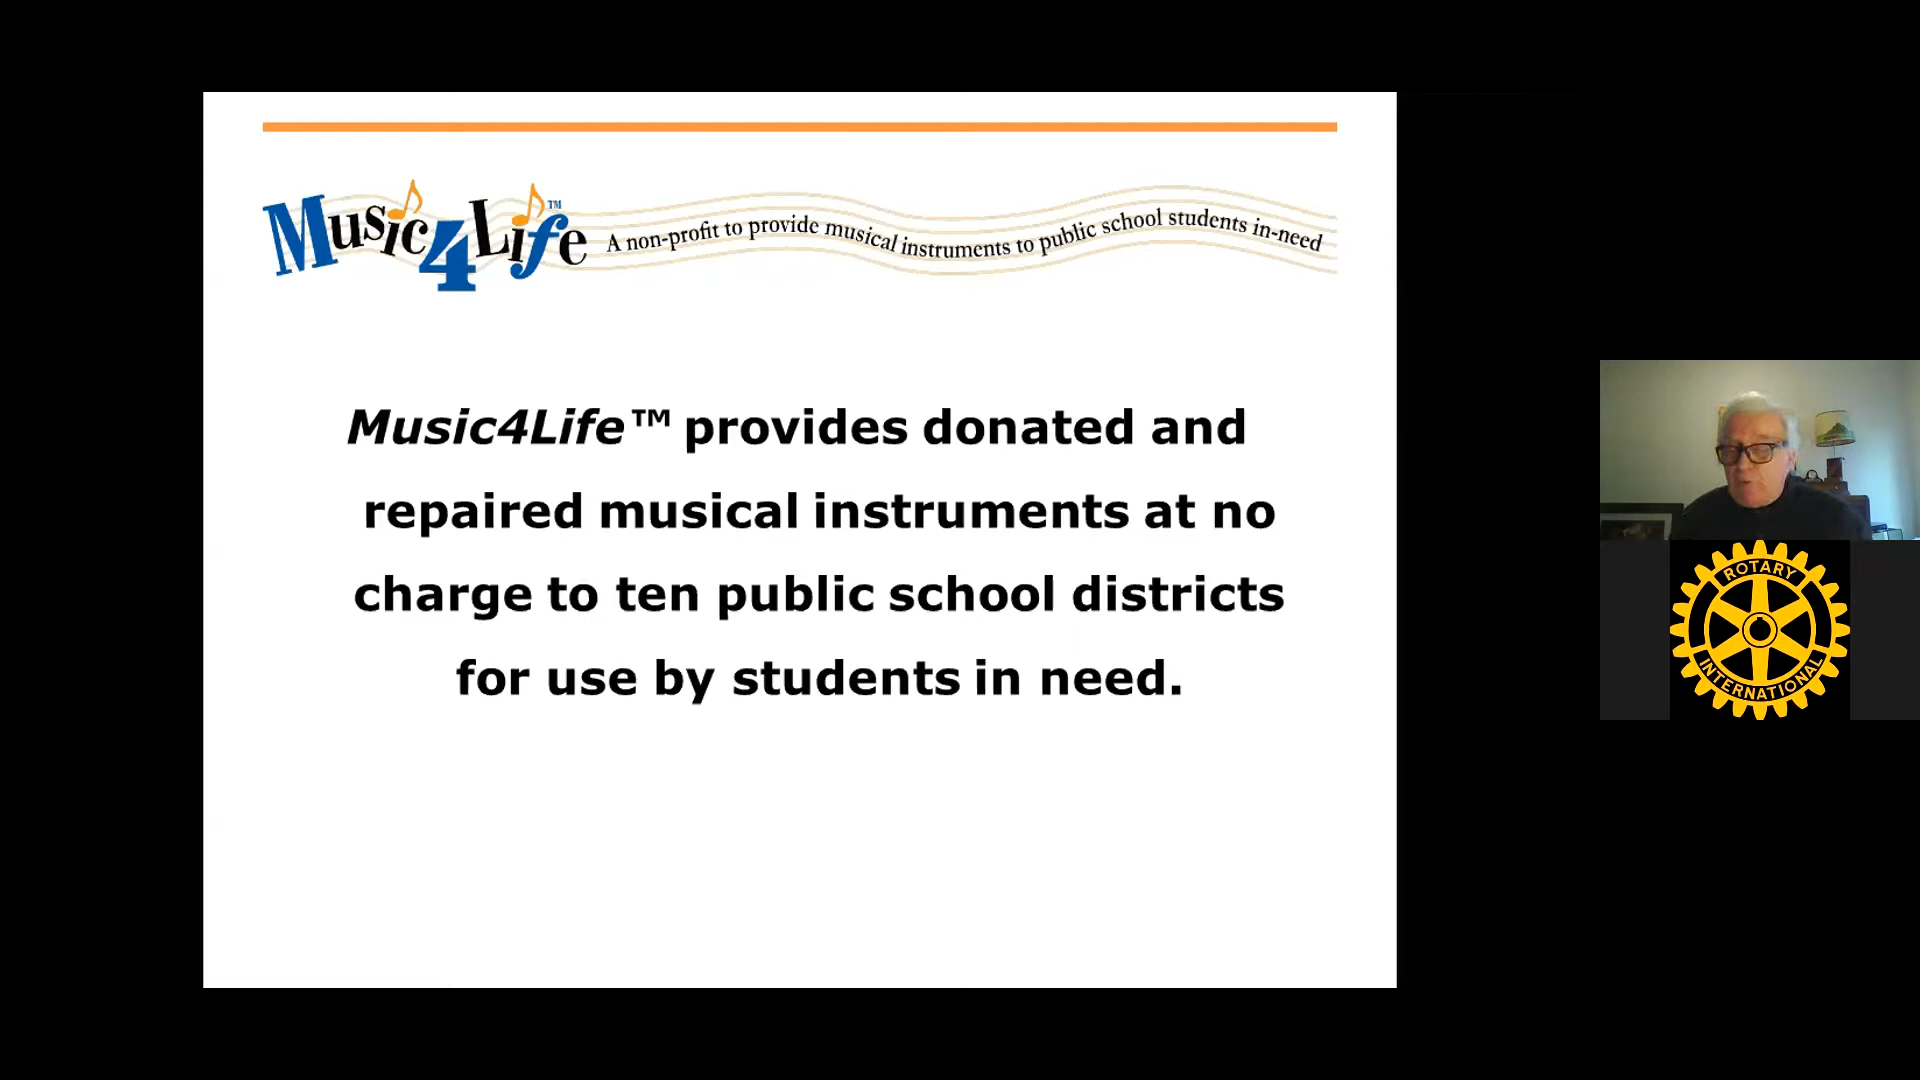 Music4Life™ A non-profit to provide musical instruments to public school students in-need
Music4Life™ provides donated and
repaired musical instruments at no
charge to ten public school districts
for use by students in need.
ROTARY
INTERNATIONAL